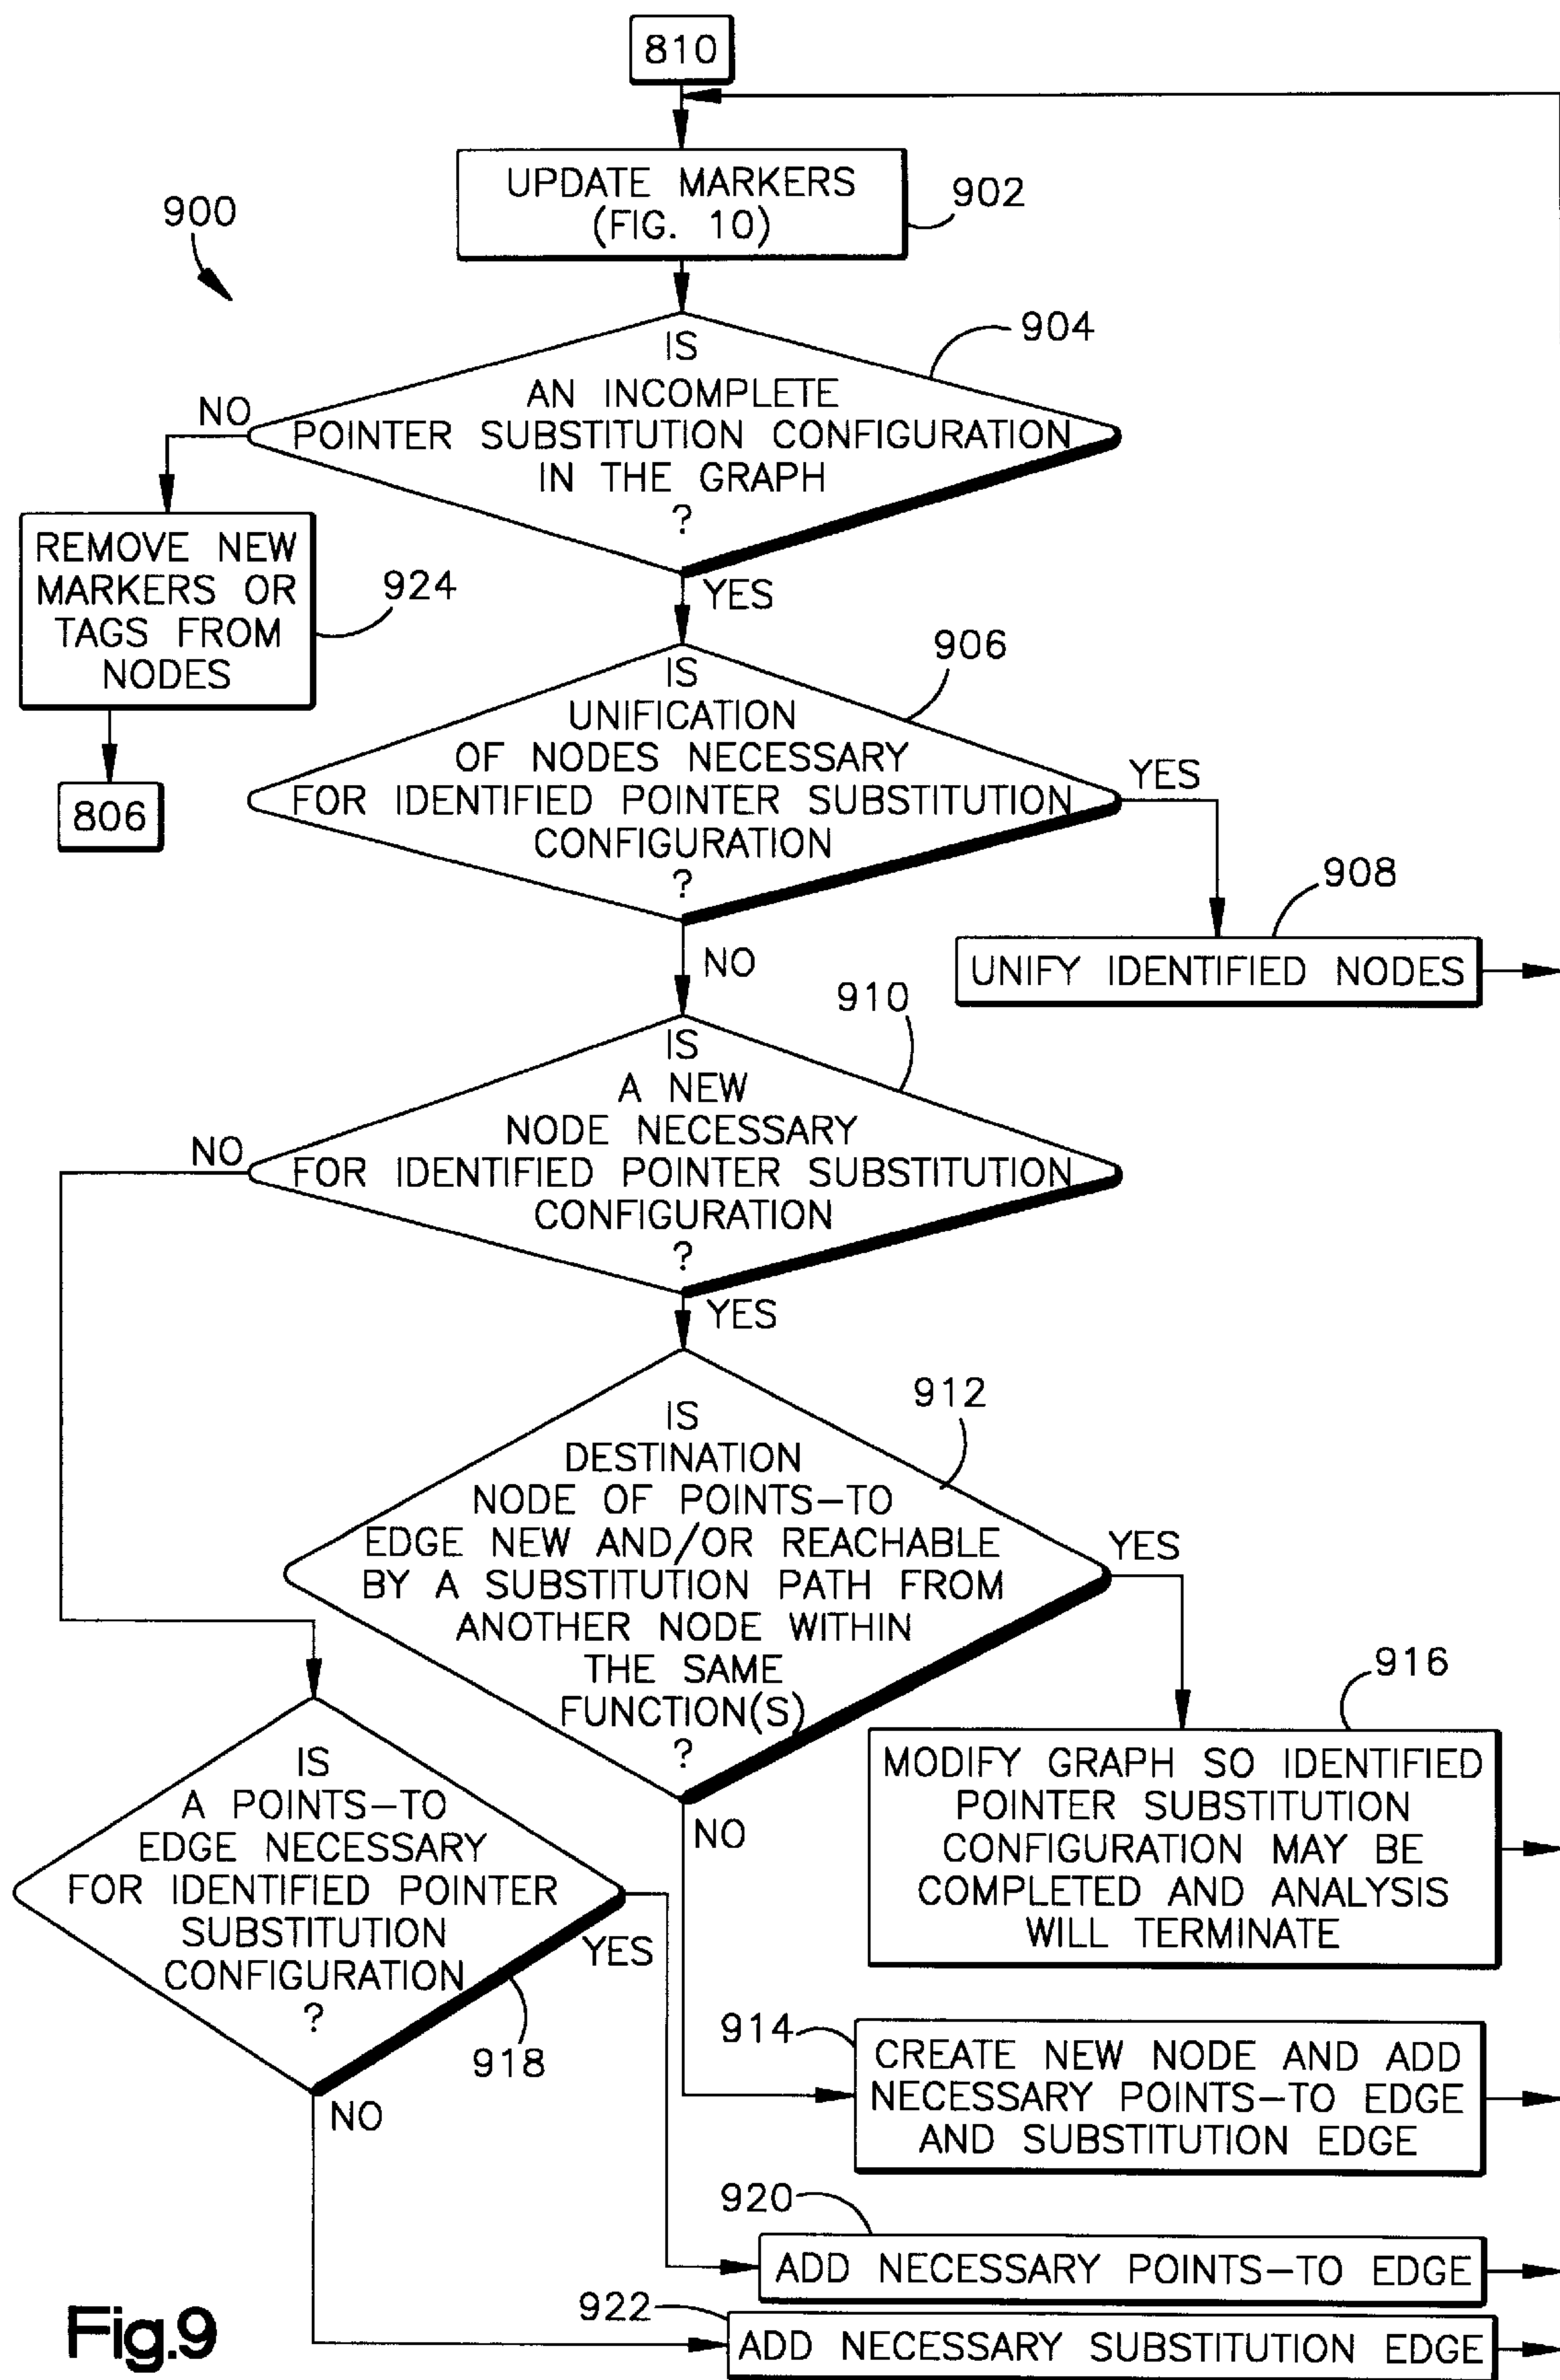 810
UPDATE MARKERS
(FIG. 10)
902
900
IS
AN INCOMPLETE
POINTER SUBSTITUTION CONFIGURATION
IN THE GRAPH
?
904
NO
YES
REMOVE NEW
MARKERS OR
TAGS FROM
NODES
924
806
IS
UNIFICATION
OF NODES NECESSARY
FOR IDENTIFIED POINTER SUBSTITUTION
CONFIGURATION
?
906
YES
NO
908
UNIFY IDENTIFIED NODES
910
IS
A NEW
NODE NECESSARY
FOR IDENTIFIED POINTER SUBSTITUTION
CONFIGURATION
?
NO
YES
912
IS
DESTINATION
NODE OF POINTS-TO
EDGE NEW AND/OR REACHABLE
BY A SUBSTITUTION PATH FROM
ANOTHER NODE WITHIN
THE SAME
FUNCTION(S)
?
YES
NO
916
MODIFY GRAPH SO IDENTIFIED
POINTER SUBSTITUTION
CONFIGURATION MAY BE
COMPLETED AND ANALYSIS
WILL TERMINATE
IS
A POINTS-TO
EDGE NECESSARY
FOR IDENTIFIED POINTER
SUBSTITUTION
CONFIGURATION
?
YES
918
NO
914
CREATE NEW NODE AND ADD
NECESSARY POINTS-TO EDGE
AND SUBSTITUTION EDGE
920
ADD NECESSARY POINTS-TO EDGE
922
ADD NECESSARY SUBSTITUTION EDGE
Fig.9